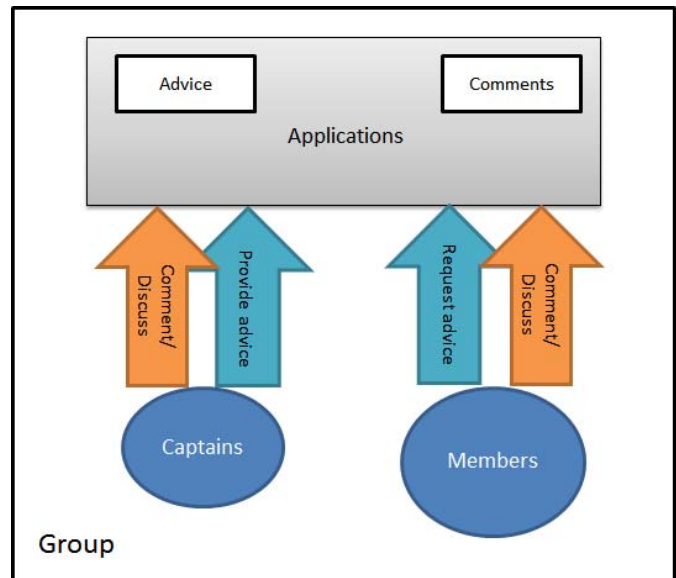 Advice
Comments
Applications
Comment/
Discuss
Provide advice
Request advice
Comment/
Discuss
Captains
Members
Group